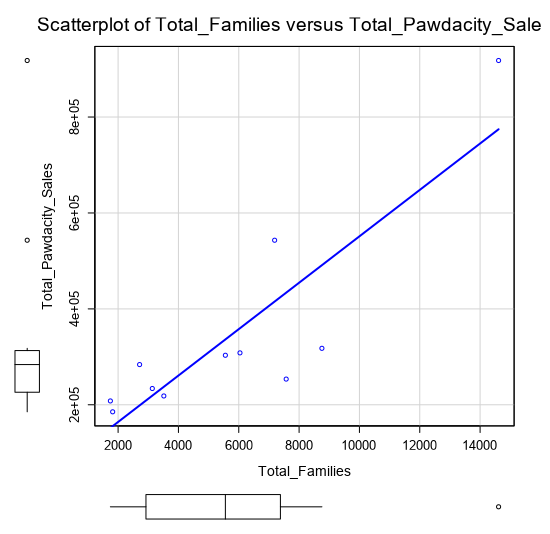 Scatterplot of Total_Families versus Total_Pawdacity_Sale
8e+05
6e+05
4e+05
2e+05
Total_Pawdacity_Sales
2000 4000 6000 8000 10000 12000 14000
Total_Families